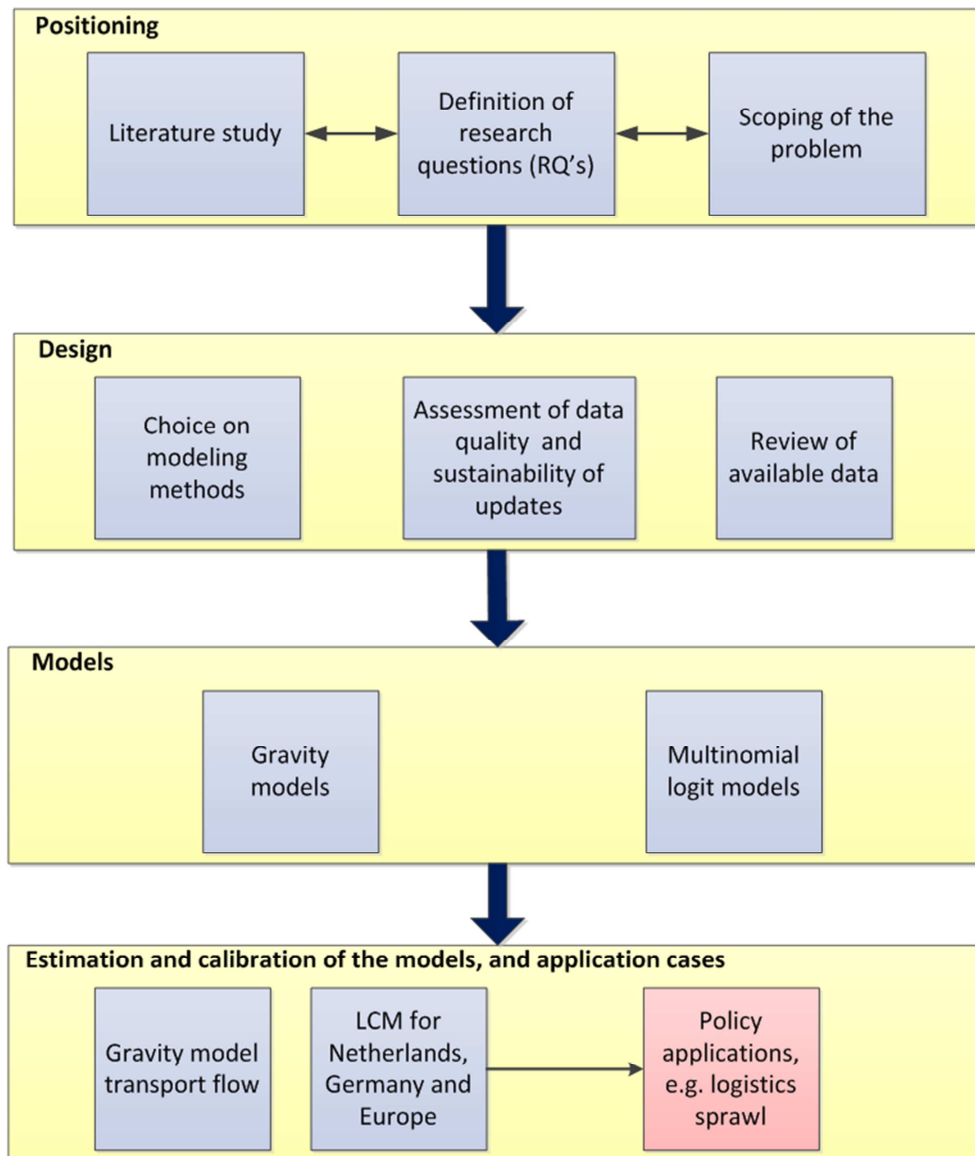 Positioning
Literature study
Definition of
research
questions (RQ's)
Scoping of the
problem
Design
Choice on
modeling
methods
Assessment of data
quality and
sustainability of
updates
Review of
available data
Models
Gravity
models
Multinomial
logit models
Estimation and calibration of the models, and application cases
Gravity model
transport flow
LCM for
Netherlands,
Germany and
Europe
Policy
applications,
e.g. logistics
sprawl